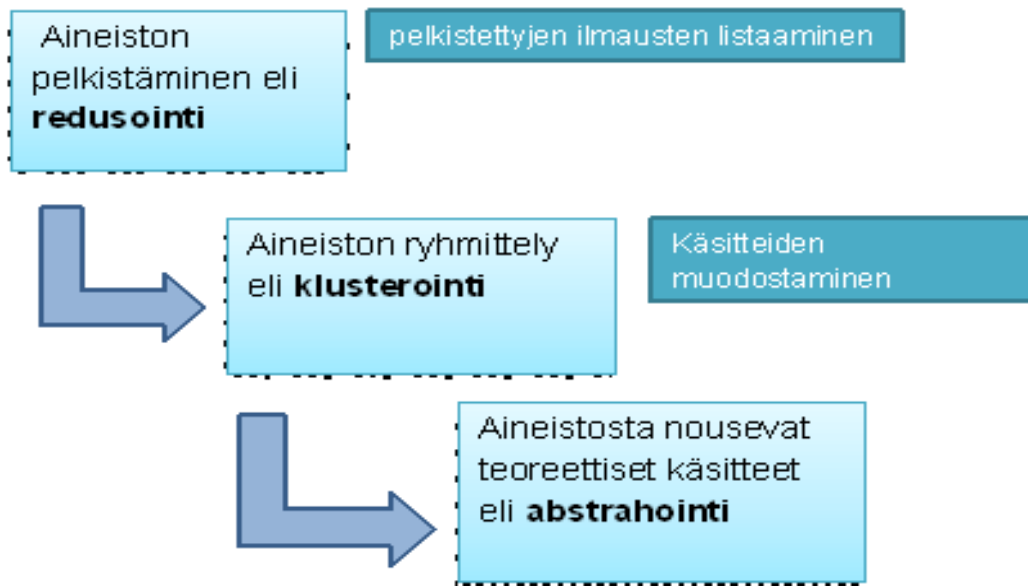 Aineiston
pelkistäminen eli
redusointi
pelkistettyjen ilmausten listaaminen
Aineiston ryhmittely
eli klusterointi
Käsitteiden
muodostaminen
Aineistosta nousevat
teoreettiset käsitteet
eli abstrahointi